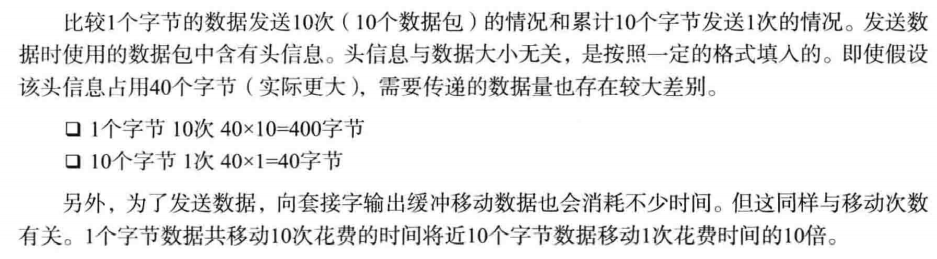 比较1个字节的数据发送10次（10个数据包）的情况和累计10个字节发送1次的情况。发送数
据时使用的数据包中含有头信息。头信息与数据大小无关，是按照一定的格式填入的。即使假设
该头信息占用40个字节（实际更大），需要传递的数据量也存在较大差别。
❑ 1个字节 10次 40×10=400字节
❑ 10个字节 1次 40×1=40字节
另外，为了发送数据，向套接字输出缓冲移动数据也会消耗不少时间。但这同样与移动次数
有关。1个字节数据共移动10次花费的时间将近10个字节数据移动1次花费时间的10倍。